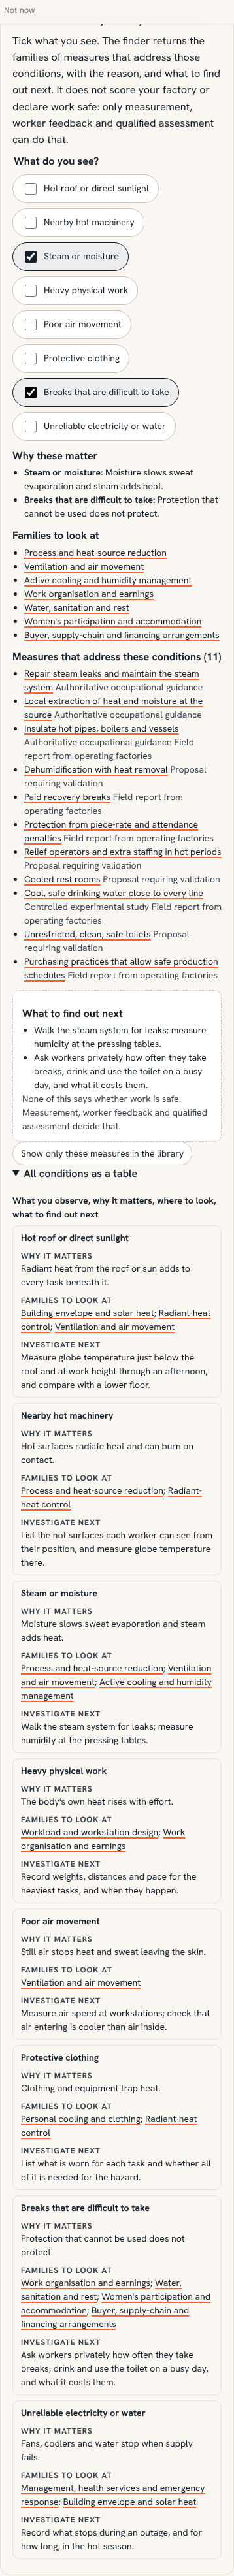 Not now
Tick what you see. The finder returns the
families of measures that address those
conditions, with the reason, and what to find
out next. It does not score your factory or
declare work safe: only measurement,
worker feedback and qualified assessment
can do that.
What do you see?
Hot roof or direct sunlight
Nearby hot machinery
Steam or moisture
Heavy physical work
Poor air movement
Protective clothing
Breaks that are difficult to take
Unreliable electricity or water
Why these matter
• Steam or moisture: Moisture slows sweat
evaporation and steam adds heat.
• Breaks that are difficult to take: Protection that
cannot be used does not protect.
Families to look at
• Process and heat-source reduction
• Ventilation and air movement
• Active cooling and humidity management
• Work organisation and earnings
• Water, sanitation and rest
• Women's participation and accommodation
• Buyer, supply-chain and financing arrangements
Measures that address these conditions (11)
• Repair steam leaks and maintain the steam
system Authoritative occupational guidance
• Local extraction of heat and moisture at the
source Authoritative occupational guidance
• Insulate hot pipes, boilers and vessels
Authoritative occupational guidance Field
report from operating factories
• Dehumidification with heat removal Proposal
requiring validation
• Paid recovery breaks Field report from
operating factories
• Protection from piece-rate and attendance
penalties Field report from operating factories
• Relief operators and extra staffing in hot periods
Proposal requiring validation
• Cooled rest rooms Proposal requiring validation
• Cool, safe drinking water close to every line
Controlled experimental study Field report from
operating factories
• Unrestricted, clean, safe toilets Proposal
requiring validation
• Purchasing practices that allow safe production
schedules Field report from operating factories
What to find out next
• Walk the steam system for leaks; measure
humidity at the pressing tables.
• Ask workers privately how often they take
breaks, drink and use the toilet on a busy
day, and what it costs them.
None of this says whether work is safe.
Measurement, worker feedback and qualified
assessment decide that.
Show only these measures in the library
▼ All conditions as a table
What you observe, why it matters, where to look,
what to find out next
Hot roof or direct sunlight
WHY IT MATTERS
Radiant heat from the roof or sun adds to
every task beneath it.
FAMILIES TO LOOK AT
Building envelope and solar heat; Radiant-heat
control; Ventilation and air movement
INVESTIGATE NEXT
Measure globe temperature just below the
roof and at work height through an afternoon,
and compare with a lower floor.
Nearby hot machinery
WHY IT MATTERS
Hot surfaces radiate heat and can burn on
contact.
FAMILIES TO LOOK AT
Process and heat-source reduction; Radiant-
heat control
INVESTIGATE NEXT
List the hot surfaces each worker can see from
their position, and measure globe temperature
there.
Steam or moisture
WHY IT MATTERS
Moisture slows sweat evaporation and steam
adds heat.
FAMILIES TO LOOK AT
Process and heat-source reduction; Ventilation
and air movement; Active cooling and humidity
management
INVESTIGATE NEXT
Walk the steam system for leaks; measure
humidity at the pressing tables.
Heavy physical work
WHY IT MATTERS
The body's own heat rises with effort.
FAMILIES TO LOOK AT
Workload and workstation design; Work
organisation and earnings
INVESTIGATE NEXT
Record weights, distances and pace for the
heaviest tasks, and when they happen.
Poor air movement
WHY IT MATTERS
Still air stops heat and sweat leaving the skin.
FAMILIES TO LOOK AT
Ventilation and air movement
INVESTIGATE NEXT
Measure air speed at workstations; check that
air entering is cooler than air inside.
Protective clothing
WHY IT MATTERS
Clothing and equipment trap heat.
FAMILIES TO LOOK AT
Personal cooling and clothing; Radiant-heat
control
INVESTIGATE NEXT
List what is worn for each task and whether all
of it is needed for the hazard.
Breaks that are difficult to take
WHY IT MATTERS
Protection that cannot be used does not
protect.
FAMILIES TO LOOK AT
Work organisation and earnings; Water,
sanitation and rest; Women's participation and
accommodation; Buyer, supply-chain and
financing arrangements
INVESTIGATE NEXT
Ask workers privately how often they take
breaks, drink and use the toilet on a busy day,
and what it costs them.
Unreliable electricity or water
WHY IT MATTERS
Fans, coolers and water stop when supply
fails.
FAMILIES TO LOOK AT
Management, health services and emergency
response; Building envelope and solar heat
INVESTIGATE NEXT
Record what stops during an outage, and for
how long, in the hot season.